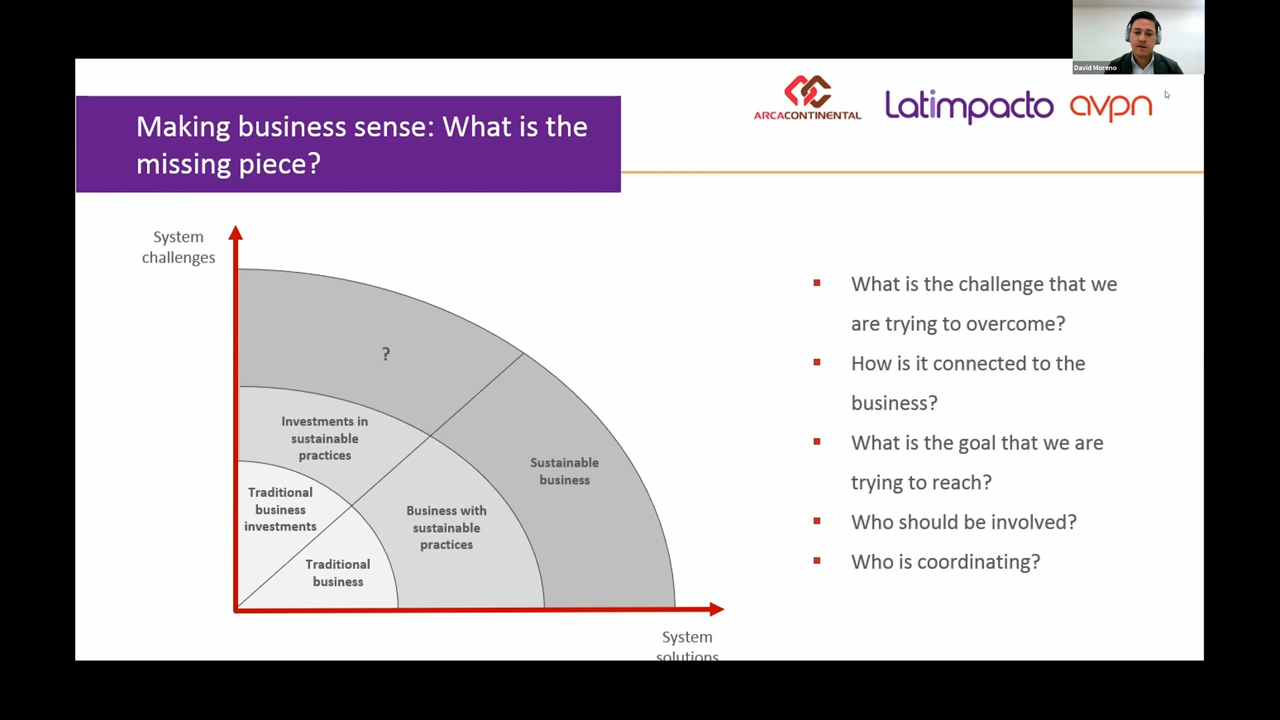 David Moreno
ARCACONTINENTAL
Latimpacto
avpn
Making business sense: What is the
missing piece?
System
challenges
?
Investments in
sustainable
practices
Traditional
business
investments
Traditional
business
Business with
sustainable
practices
Sustainable
business
System
solutions
What is the challenge that we
are trying to overcome?
How is it connected to the
business?
What is the goal that we are
trying to reach?
Who should be involved?
Who is coordinating?